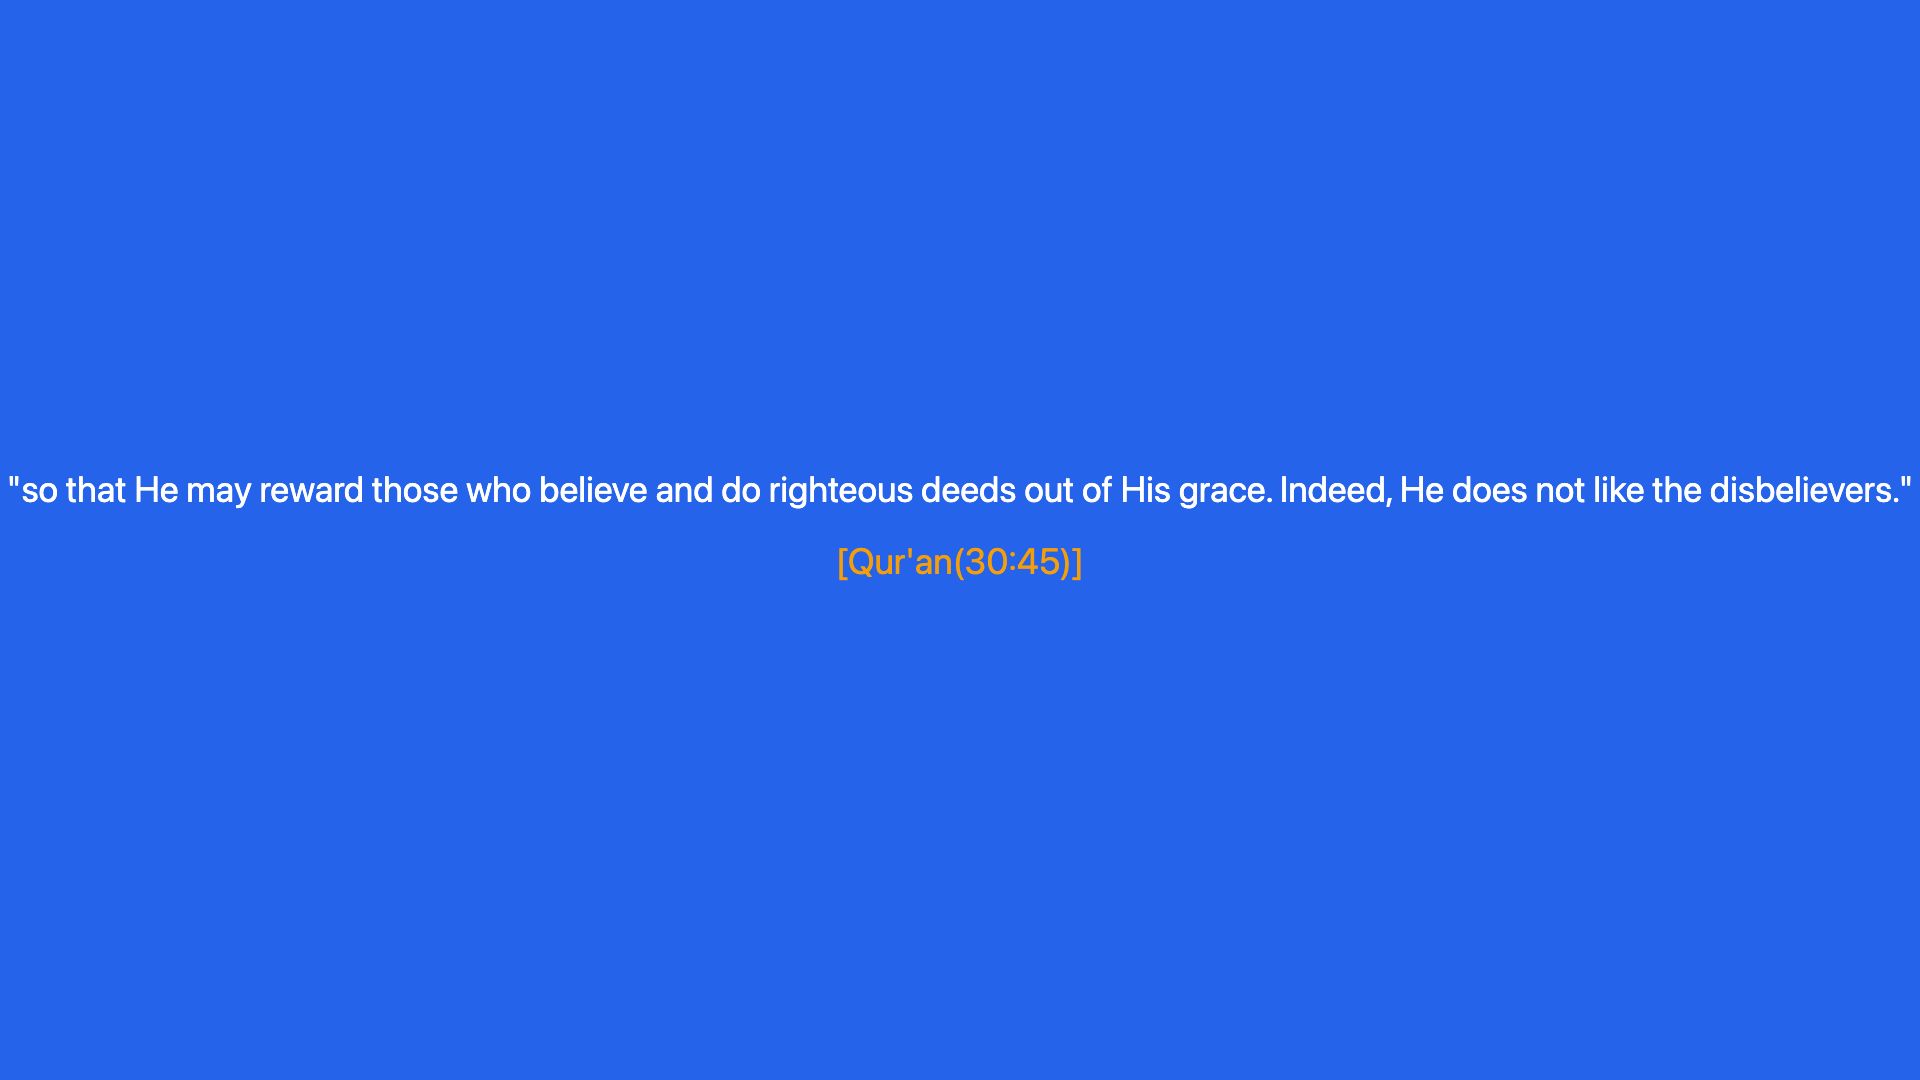 "so that He may reward those who believe and do righteous deeds out of His grace. Indeed, He does not like the disbelievers."
[Qur'an(30:45)]